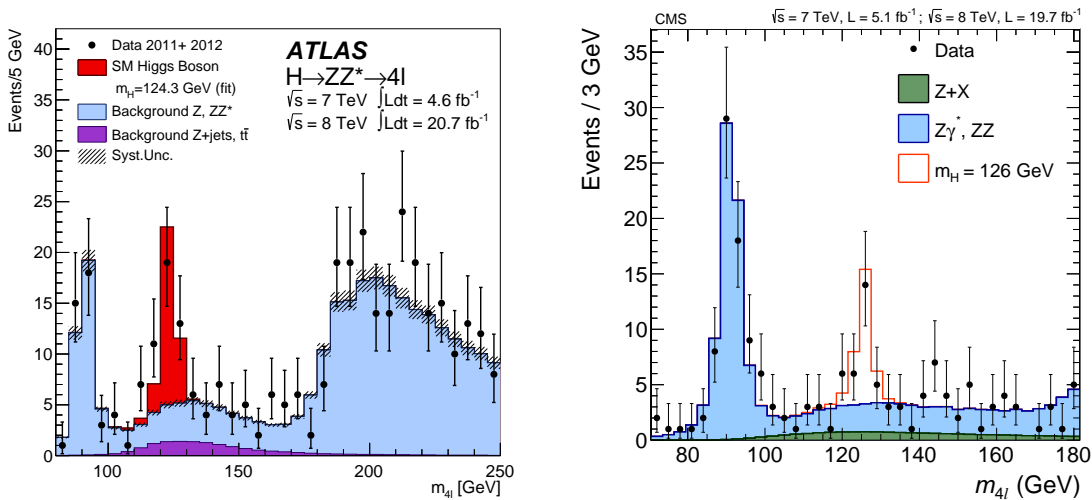 Events/5 GeV
40
35
30
25
20
15
10
5
0
Data 2011+ 2012
SM Higgs Boson
m_H=124.3 GeV (fit)
Background Z, ZZ*
Background Z+jets, tt̄
Syst.Unc.
ATLAS
H→ZZ*→4l
√s = 7 TeV ∫Ldt = 4.6 fb⁻¹
√s = 8 TeV ∫Ldt = 20.7 fb⁻¹
100 150 200 250
m_4l [GeV]
CMS √s = 7 TeV, L = 5.1 fb⁻¹ ; √s = 8 TeV, L = 19.7 fb⁻¹
Events / 3 GeV
35
30
25
20
15
10
5
0
Data
Z+X
Zγ*, ZZ
m_H = 126 GeV
80 100 120 140 160 180
m_4l (GeV)